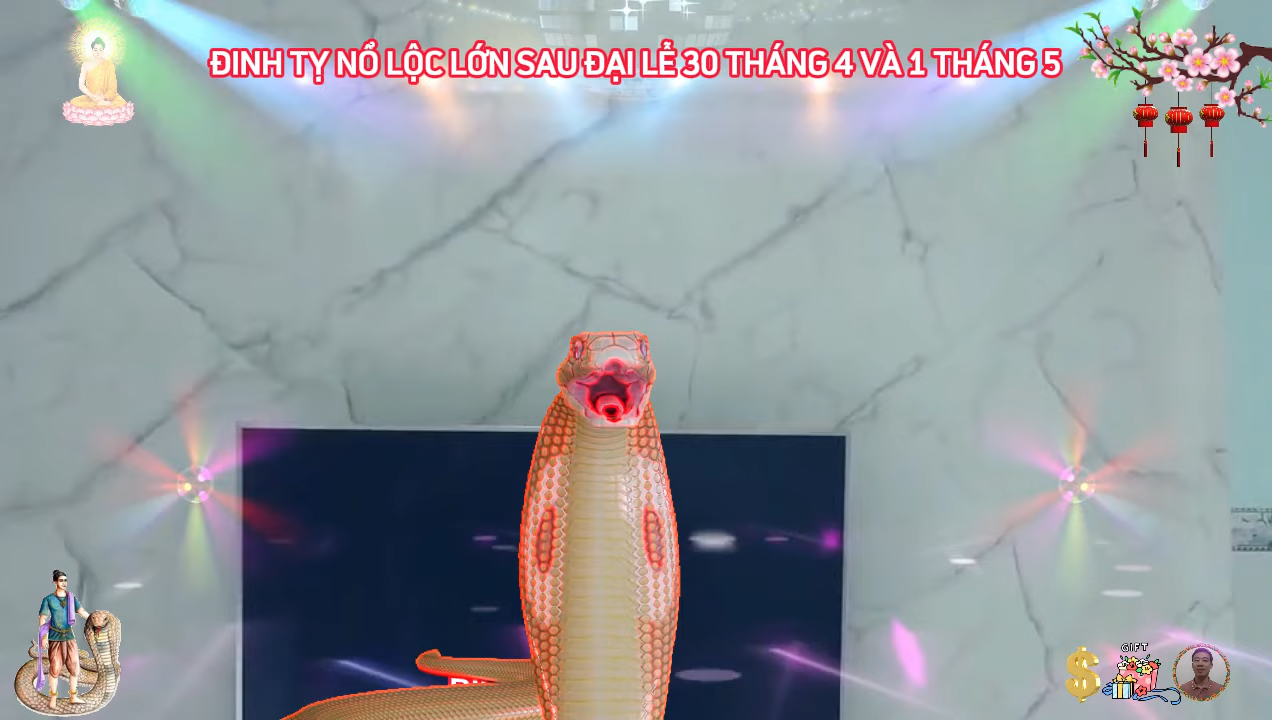 ĐINH TỴ NỔ LỘC LỚN SAU ĐẠI LỄ 30 THÁNG 4 VÀ 1 THÁNG 5
GIFT